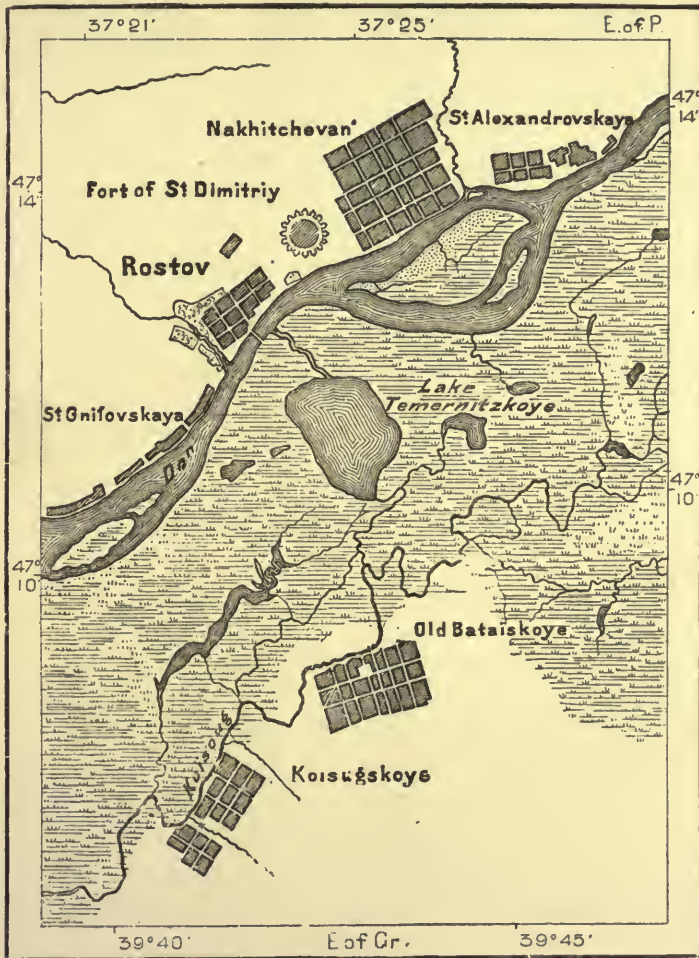 37°21′ 37°25′ E. of P.
47°
14′
St Alexandrovskaya
Nakhitchevan
47°
14′
Fort of St Dimitriy
Rostov
Lake
Temernitzkoye
St Gnilovskaya
Don
47°
10′
47°
10′
Old Bataiskoye
Koisug
Koisugskoye
39°40′ E of Gr. 39°45′